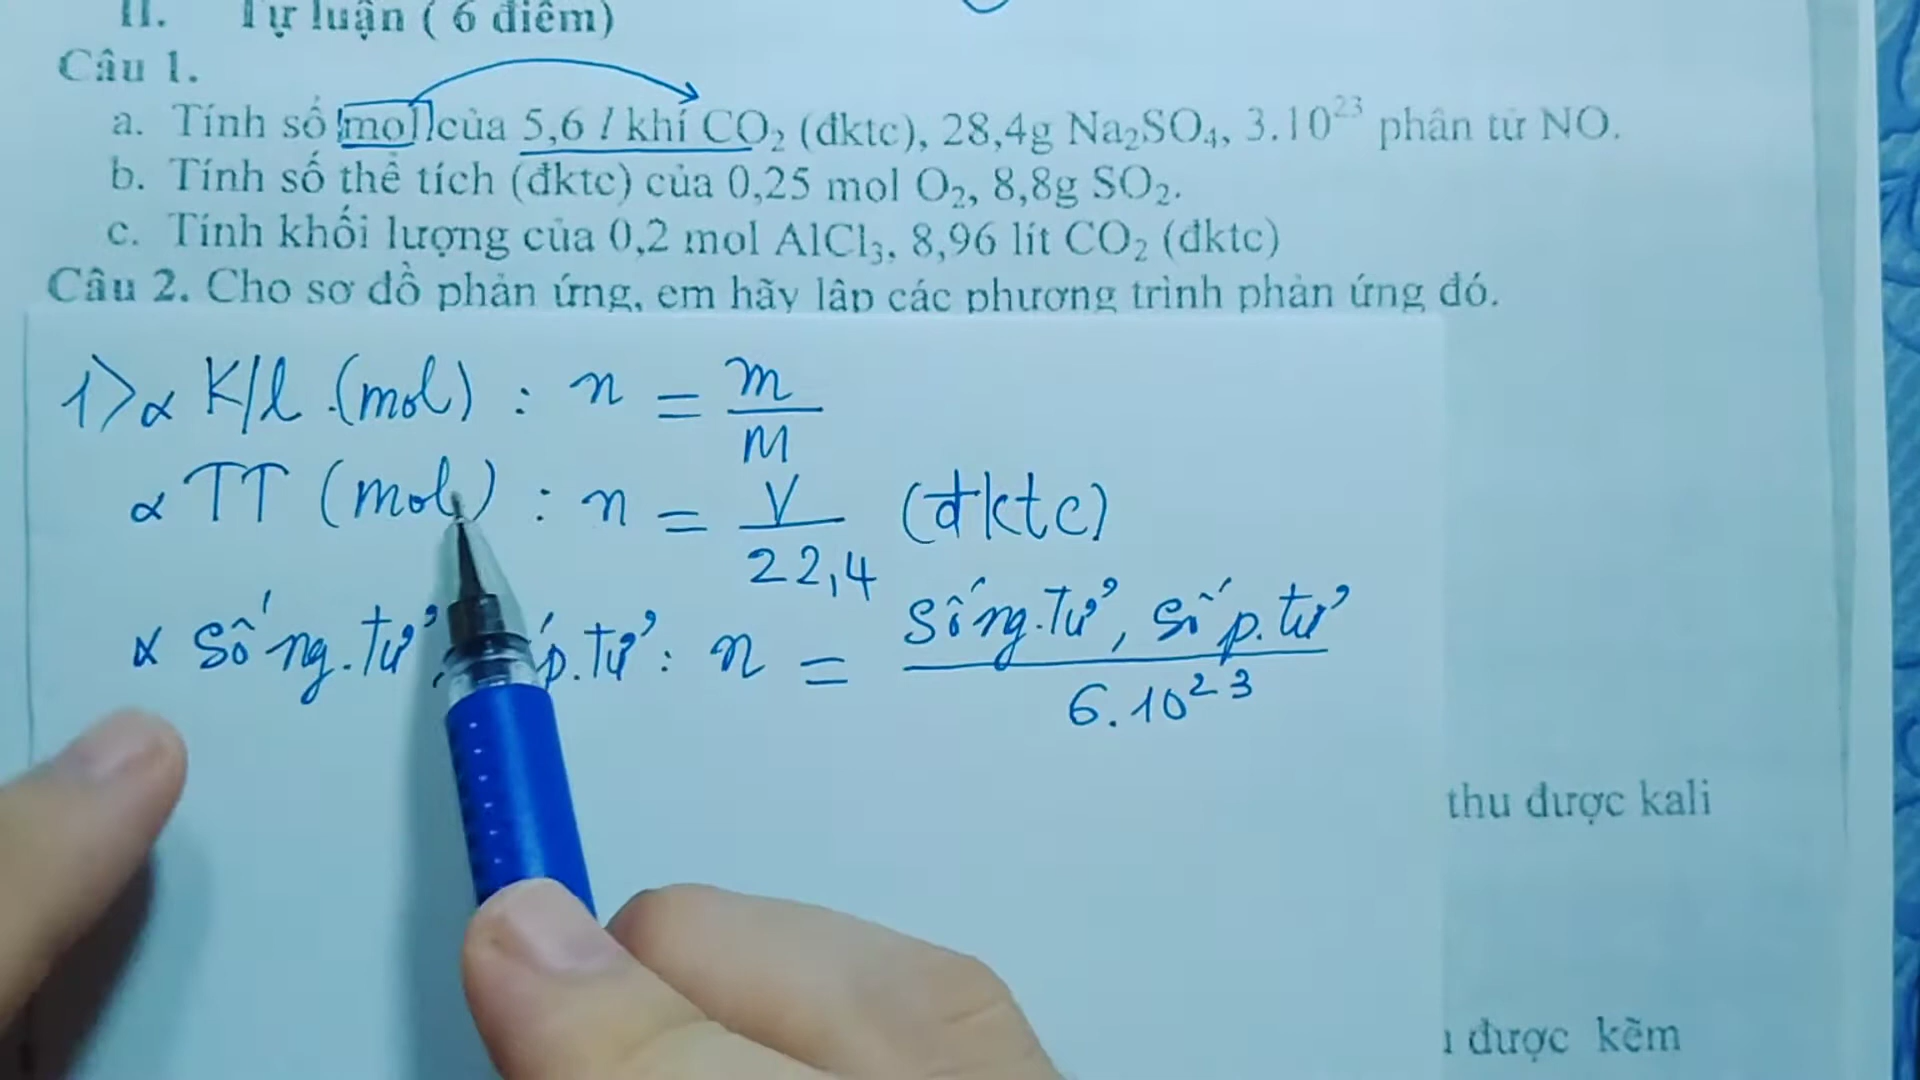 II. Tự luận ( 6 điểm)
Câu 1.
a. Tính số mol của 5,6 l khí CO₂ (đktc), 28,4g Na₂SO₄, 3.10²³ phân tử NO.
b. Tính số thể tích (đktc) của 0,25 mol O₂, 8,8g SO₂.
c. Tính khối lượng của 0,2 mol AlCl₃, 8,96 lít CO₂ (đktc)
Câu 2. Cho sơ đồ phản ứng, em hãy lập các phương trình phản ứng đó.
1) α K/l (mol) : n = m/M
α TT (mol) : n = V/22,4 (đktc)
α Số ng.tử, p.tử : n = số ng.tử, số p.tử/6.10²³
thu được kali
được kẽm